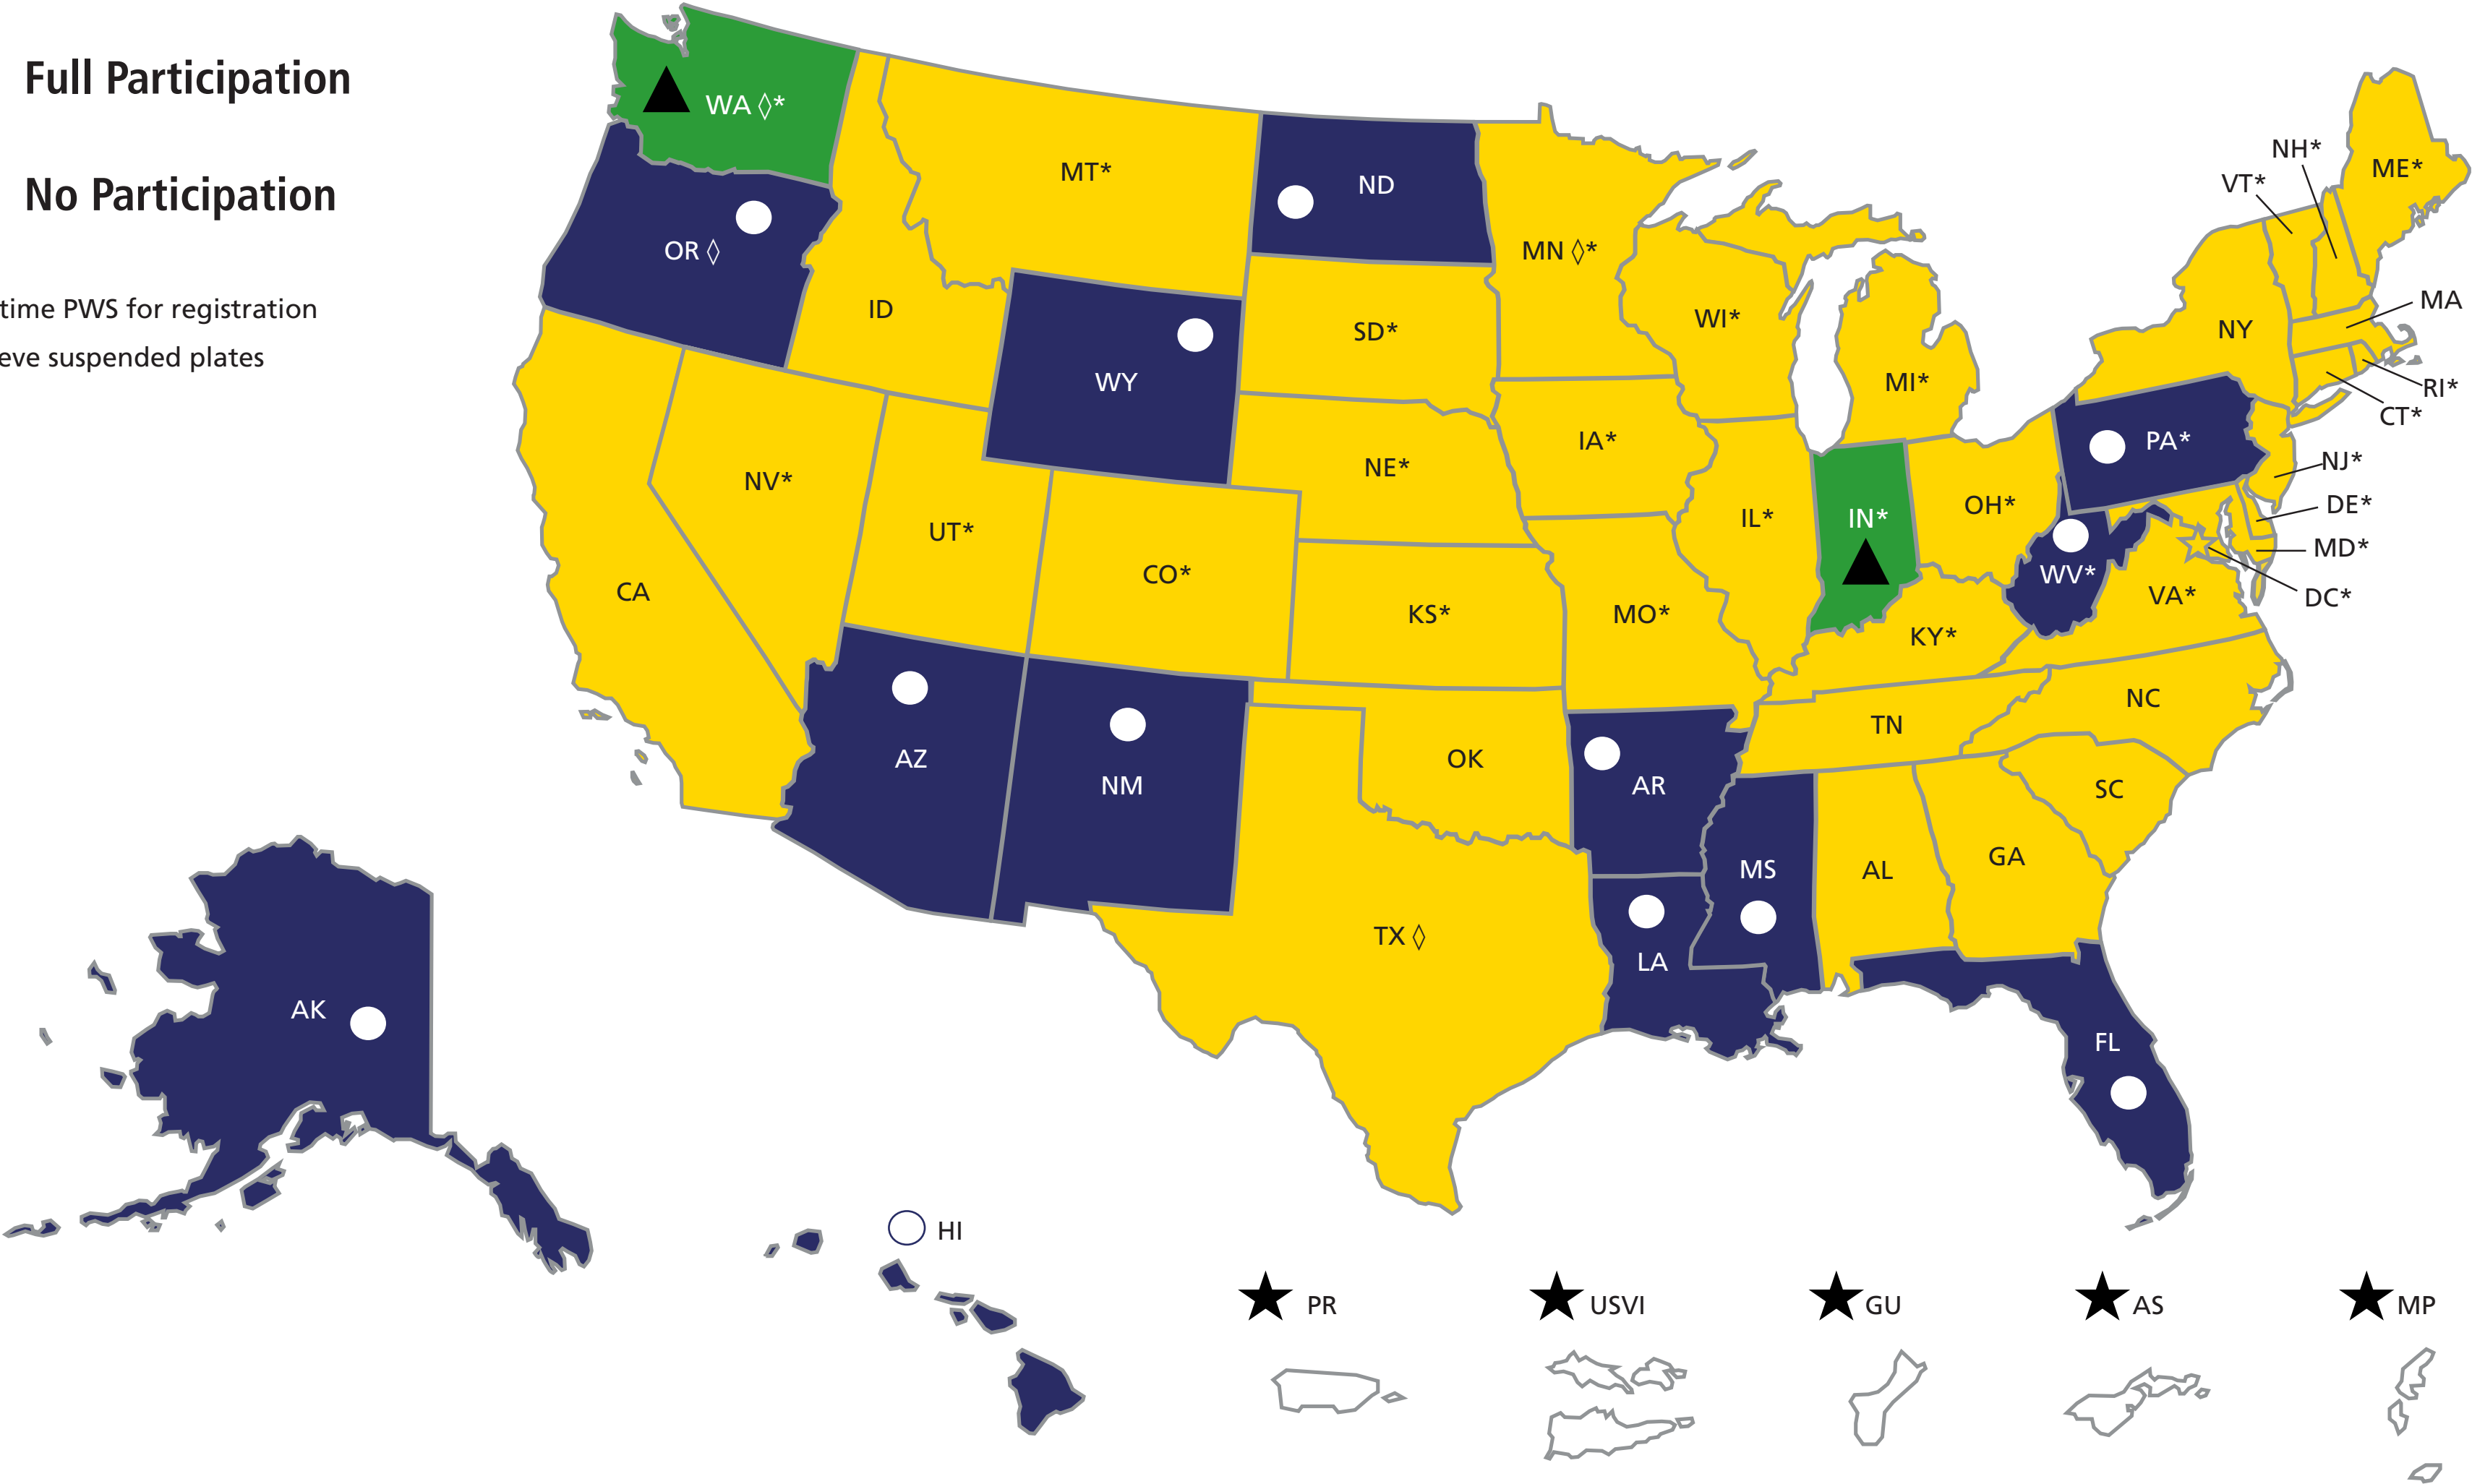 Full Participation
No Participation
time PWS for registration
eve suspended plates
WA ◊*
OR ◊
ID
MT*
ND
MN ◊*
WI*
MI*
NH*
VT*
ME*
NY
MA
RI*
CT*
WY
SD*
IA*
NE*
NV*
UT*
CO*
CA
KS*
MO*
IL*
IN*
OH*
PA*
NJ*
DE*
MD*
DC*
WV*
VA*
KY*
NC
TN
SC
AZ
NM
OK
AR
MS
AL
GA
TX ◊
LA
FL
AK
HI
PR
USVI
GU
AS
MP